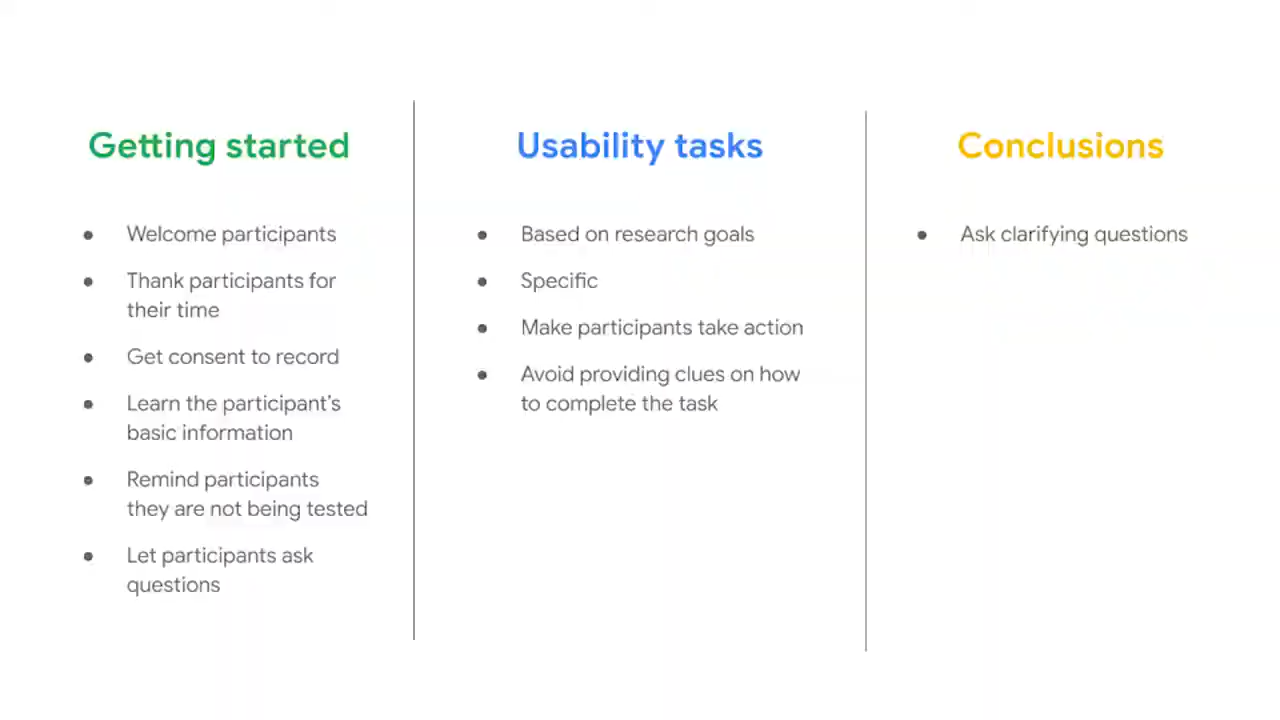 Getting started
● Welcome participants
● Thank participants for
their time
● Get consent to record
● Learn the participant's
basic information
● Remind participants
they are not being tested
● Let participants ask
questions
Usability tasks
● Based on research goals
● Specific
● Make participants take action
● Avoid providing clues on how
to complete the task
Conclusions
● Ask clarifying questions